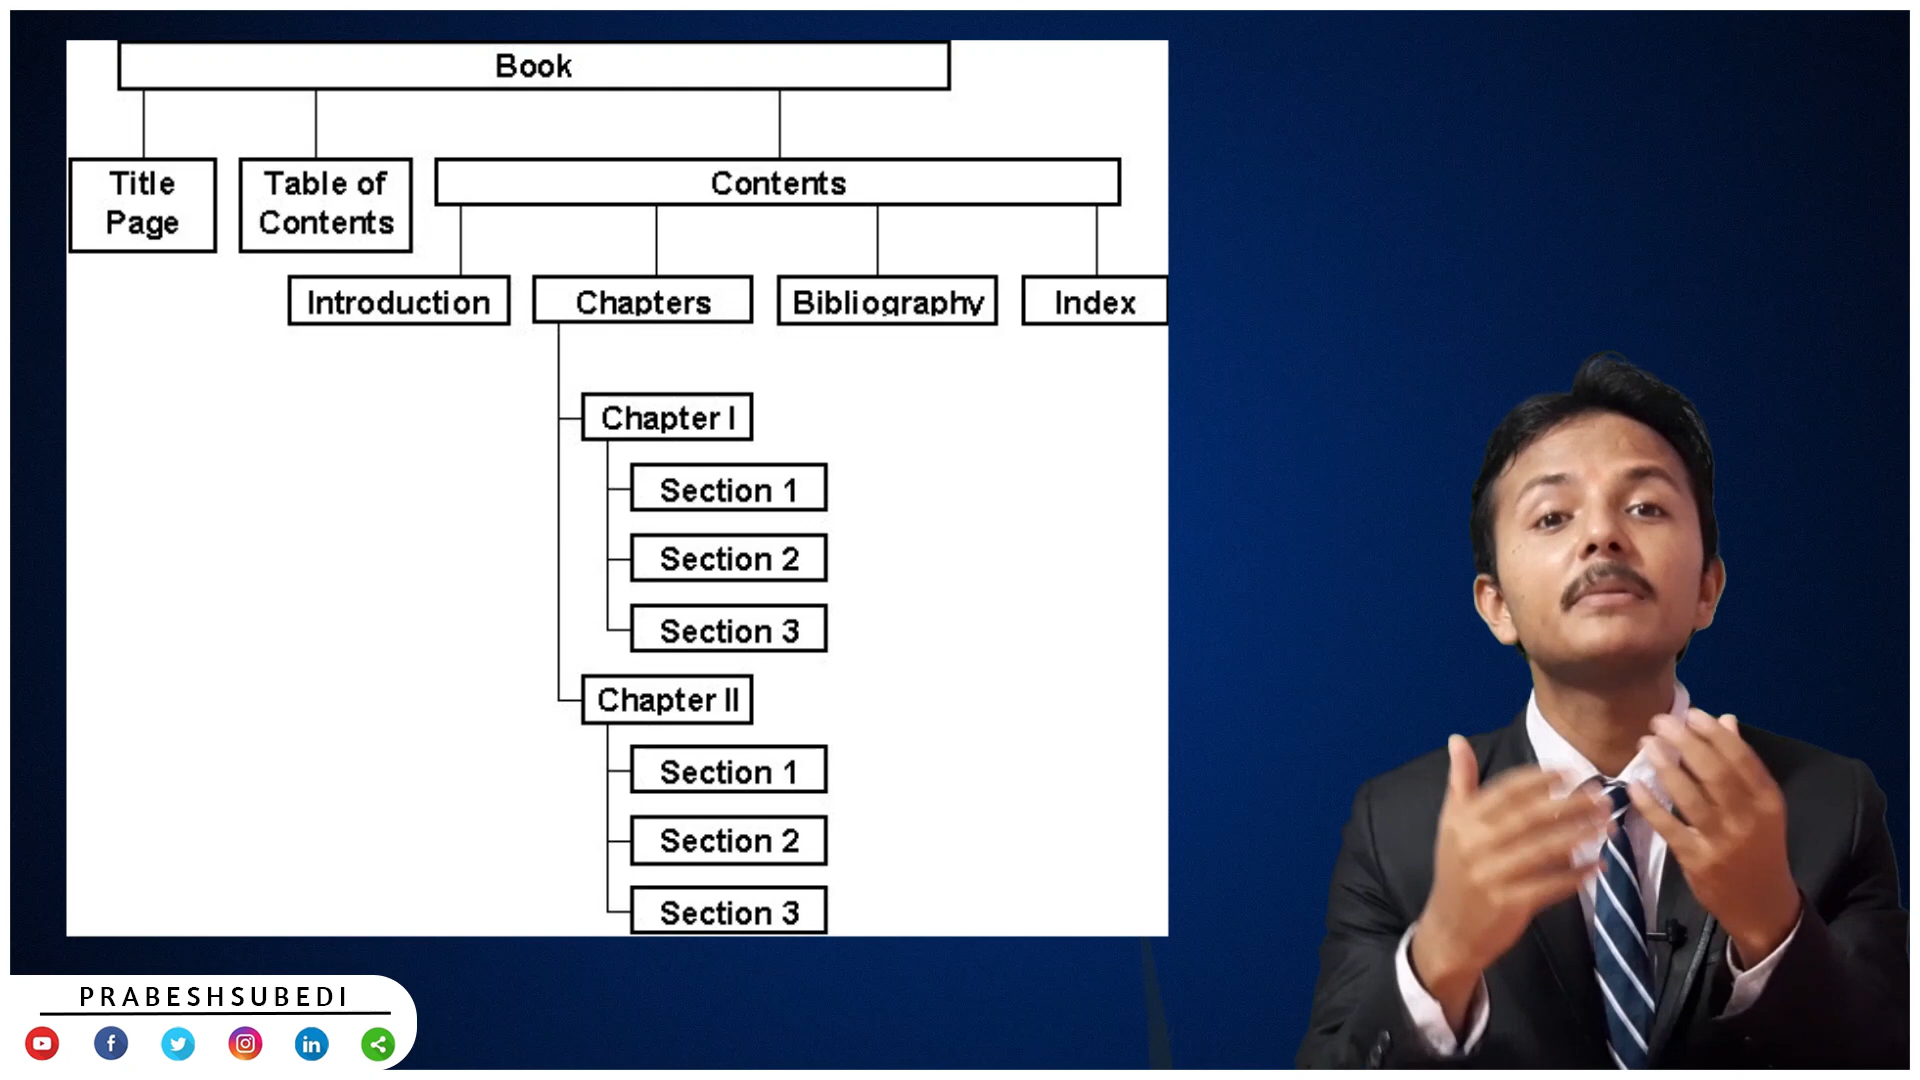 Book
Title
Page
Table of
Contents
Contents
Introduction
Chapters
Bibliography
Index
Chapter I
Section 1
Section 2
Section 3
Chapter II
Section 1
Section 2
Section 3
PRABESHSUBEDI